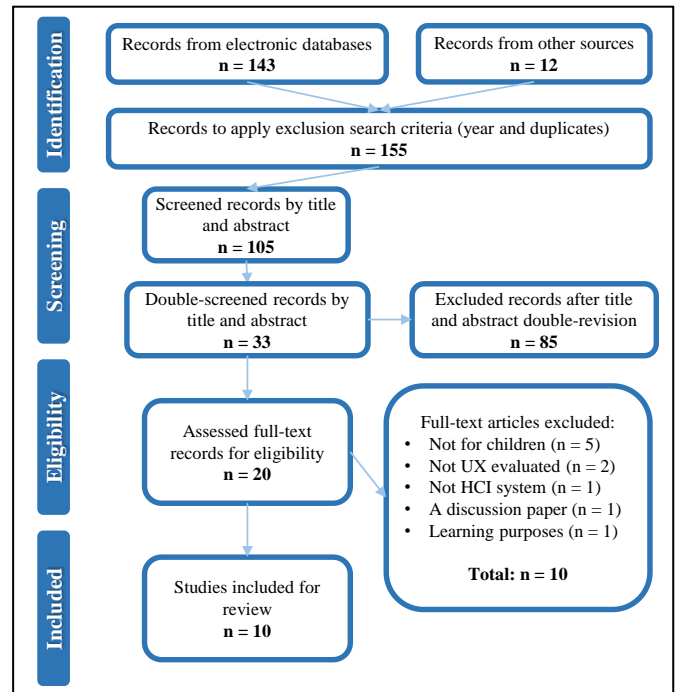 Identification
Records from electronic databases
n = 143
Records from other sources
n = 12
Records to apply exclusion search criteria (year and duplicates)
n = 155
Screening
Screened records by title
and abstract
n = 105
Double-screened records by
title and abstract
n = 33
Excluded records after title
and abstract double-revision
n = 85
Eligibility
Assessed full-text
records for eligibility
n = 20
Full-text articles excluded:
• Not for children (n = 5)
• Not UX evaluated (n = 2)
• Not HCI system (n = 1)
• A discussion paper (n = 1)
• Learning purposes (n = 1)
Total: n = 10
Included
Studies included for
review
n = 10